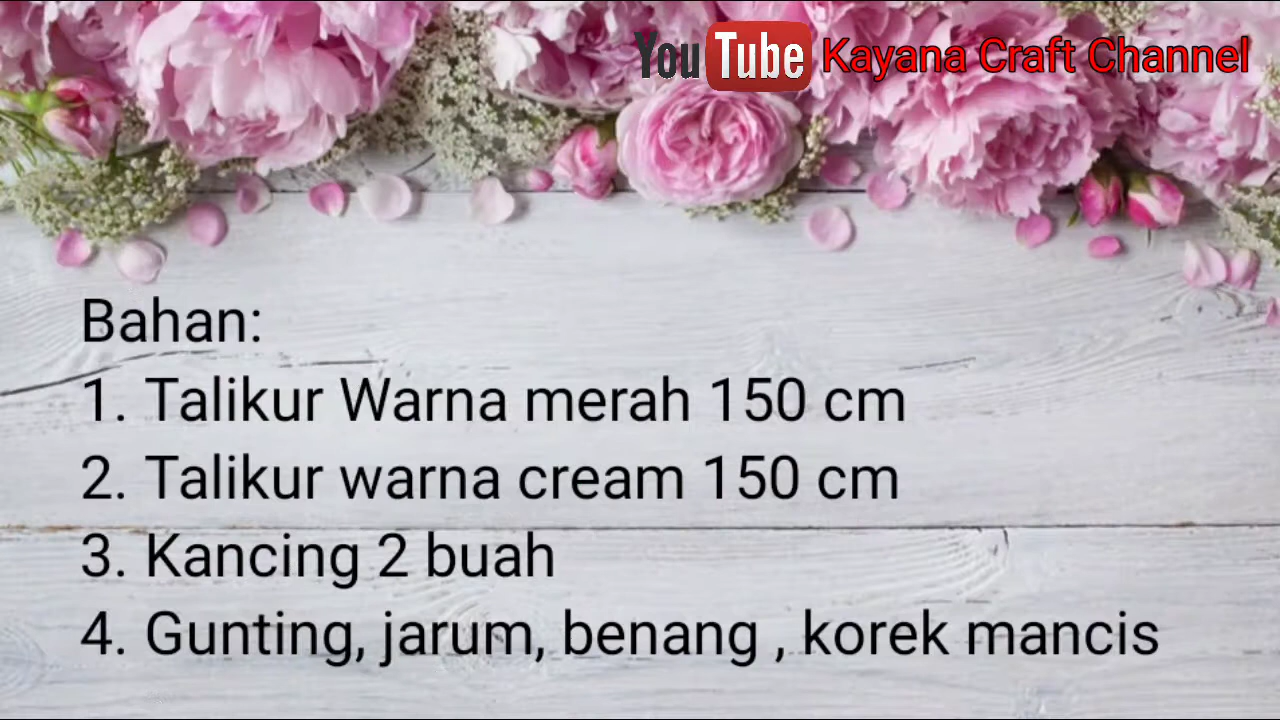 YouTube Kayana Craft Channel
Bahan:
1. Talikur Warna merah 150 cm
2. Talikur warna cream 150 cm
3. Kancing 2 buah
4. Gunting, jarum, benang , korek mancis